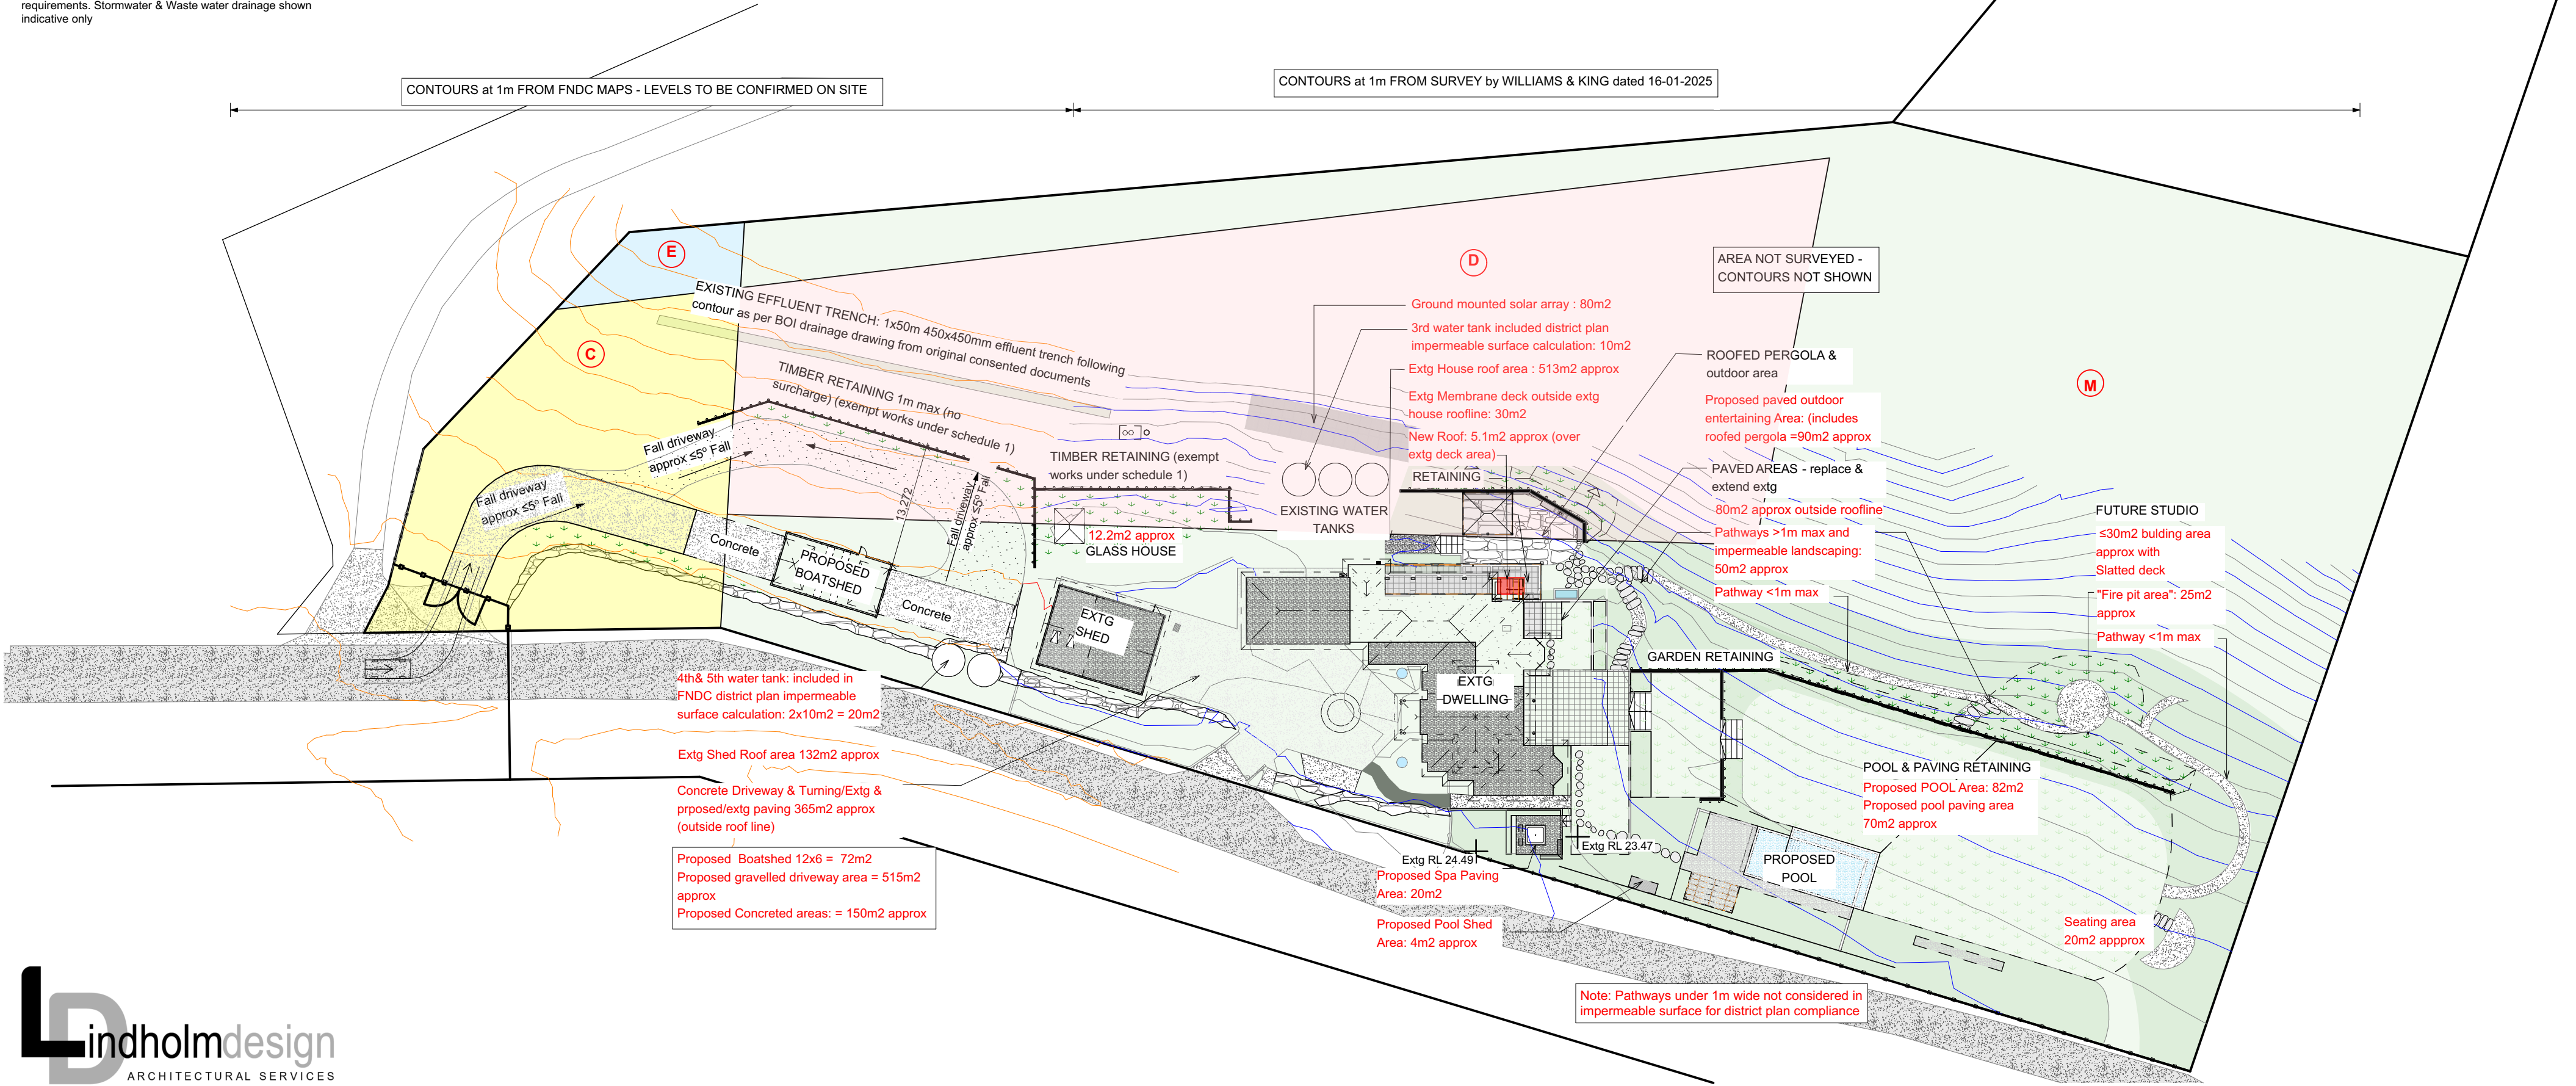 requirements. Stormwater & Waste water drainage shown
indicative only
CONTOURS at 1m FROM FNDC MAPS - LEVELS TO BE CONFIRMED ON SITE
CONTOURS at 1m FROM SURVEY by WILLIAMS & KING dated 16-01-2025
E
D
C
M
AREA NOT SURVEYED -
CONTOURS NOT SHOWN
EXISTING EFFLUENT TRENCH: 1x50m 450x450mm effluent trench following
contour as per BOI drainage drawing from original consented documents
TIMBER RETAINING 1m max (no
surcharge) (exempt works under schedule 1)
Fall driveway
approx ≤5º Fall
Fall driveway
approx ≤5º Fall
13,272
Fall driveway
approx ≤5º Fall
TIMBER RETAINING (exempt
works under schedule 1)
Ground mounted solar array : 80m2
3rd water tank included district plan
impermeable surface calculation: 10m2
Extg House roof area : 513m2 approx
Extg Membrane deck outside extg
house roofline: 30m2
New Roof: 5.1m2 approx (over
extg deck area)
RETAINING
EXISTING WATER
TANKS
ROOFED PERGOLA &
outdoor area
Proposed paved outdoor
entertaining Area: (includes
roofed pergola =90m2 approx
PAVED AREAS - replace &
extend extg
80m2 approx outside roofline
Pathways >1m max and
impermeable landscaping:
50m2 approx
Pathway <1m max
FUTURE STUDIO
≤30m2 bulding area
approx with
Slatted deck
"Fire pit area": 25m2
approx
Pathway <1m max
12.2m2 approx
GLASS HOUSE
Concrete
PROPOSED
BOATSHED
Concrete
EXTG
SHED
EXTG
DWELLING
GARDEN RETAINING
4th& 5th water tank: included in
FNDC district plan impermeable
surface calculation: 2x10m2 = 20m2
Extg Shed Roof area 132m2 approx
Concrete Driveway & Turning/Extg &
prposed/extg paving 365m2 approx
(outside roof line)
Proposed  Boatshed 12x6 =  72m2
Proposed gravelled driveway area = 515m2
approx
Proposed Concreted areas: = 150m2 approx
POOL & PAVING RETAINING
Proposed POOL Area: 82m2
Proposed pool paving area
70m2 approx
PROPOSED
POOL
Extg RL 24.49
Extg RL 23.47
Proposed Spa Paving
Area: 20m2
Proposed Pool Shed
Area: 4m2 approx
Seating area
20m2 appprox
Note: Pathways under 1m wide not considered in
impermeable surface for district plan compliance
Lindholmdesign
ARCHITECTURAL SERVICES